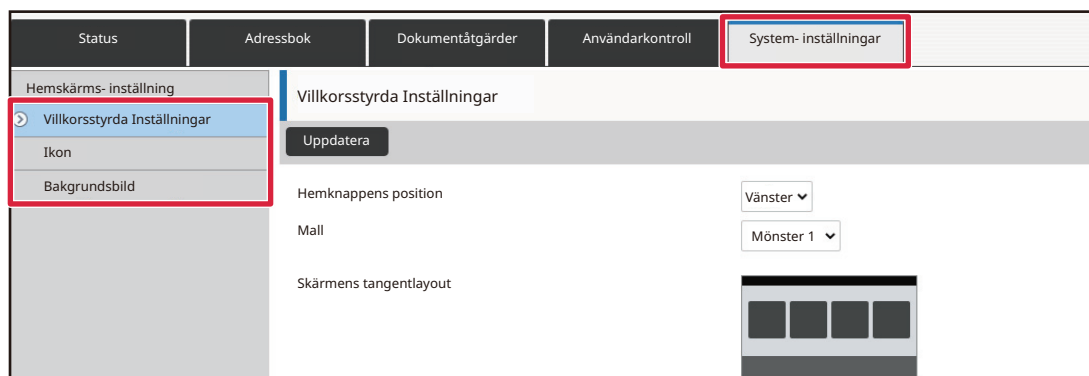 Status
Adressbok
Dokumentåtgärder
Användarkontroll
System- inställningar
Hemskärms- inställning
Villkorsstyrda Inställningar
Ikon
Bakgrundsbild
Villkorsstyrda Inställningar
Uppdatera
Hemknappens position
Vänster
Mall
Mönster 1
Skärmens tangentlayout